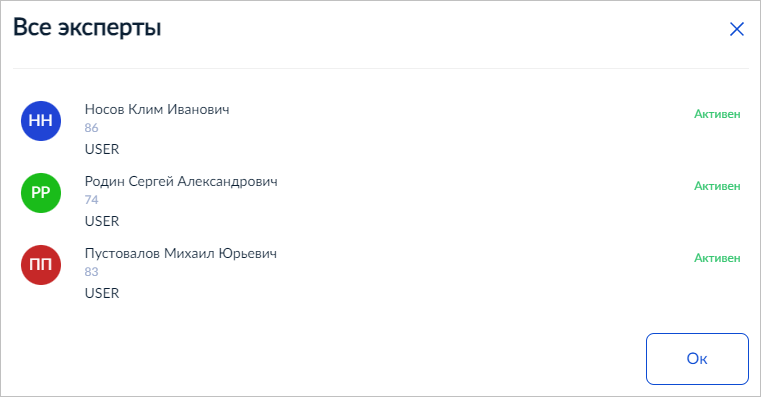 Все эксперты
НН
Носов Клим Иванович
86
USER
Активен
РР
Родин Сергей Александрович
74
USER
Активен
ПП
Пустовалов Михаил Юрьевич
83
USER
Активен
Ок